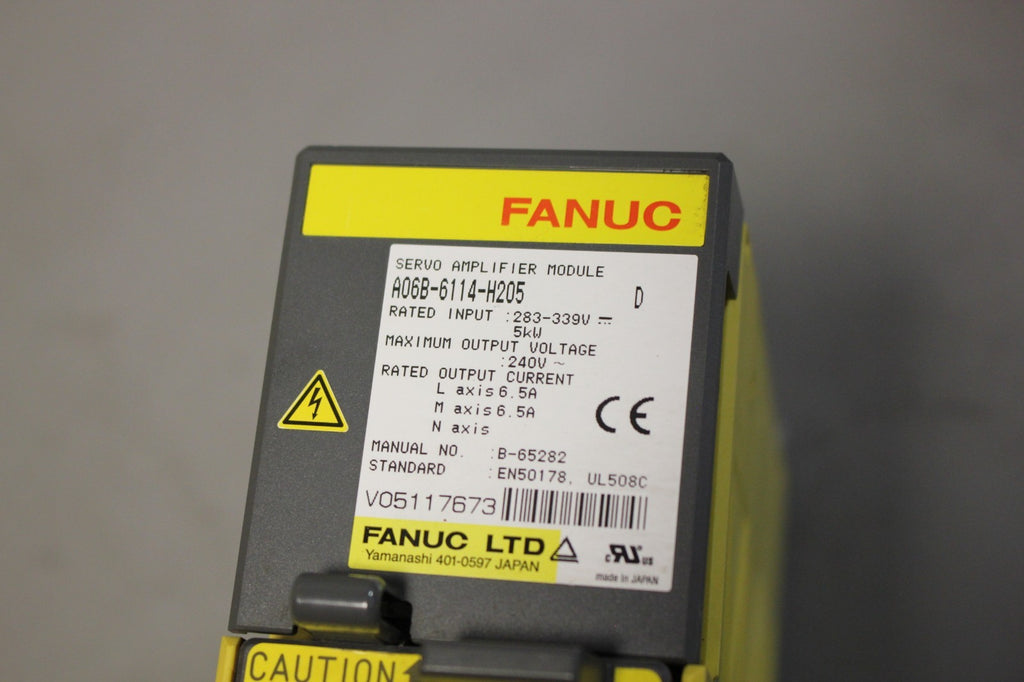 FANUC
SERVO AMPLIFIER MODULE
A06B-6114-H205 D
RATED INPUT :283-339V ⎓
5kW
MAXIMUM OUTPUT VOLTAGE
:240V ~
RATED OUTPUT CURRENT
L axis 6.5A
M axis 6.5A
N axis
CE
MANUAL NO. :B-65282
STANDARD :EN50178, UL508C
V05117673
FANUC LTD
Yamanashi 401-0597 JAPAN
c RU us
made in JAPAN
CAUTION